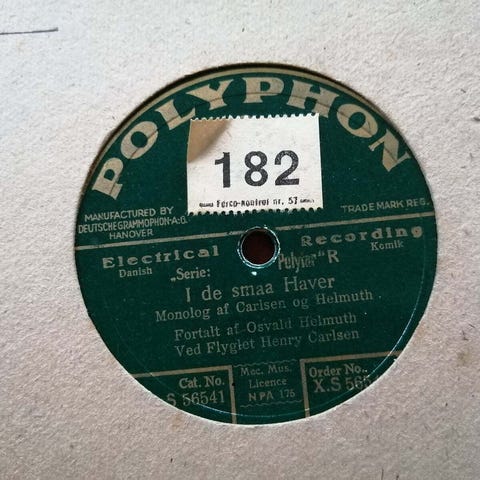 POLYPHON
182
Ferco-kontrol nr. 57
MANUFACTURED BY
DEUTSCHE GRAMMOPHON-A:G.
HANOVER
TRADE MARK REG.
Electrical Recording
Danish
Komik
„Serie: "R
I de smaa Haver
Monolog af Carlsen og Helmuth
Fortalt af Osvald Helmuth
Ved Flyglet Henry Carlsen
Cat. No.
S 56541
Mec. Mus.
Licence
NPA 175
Order No.
X.S